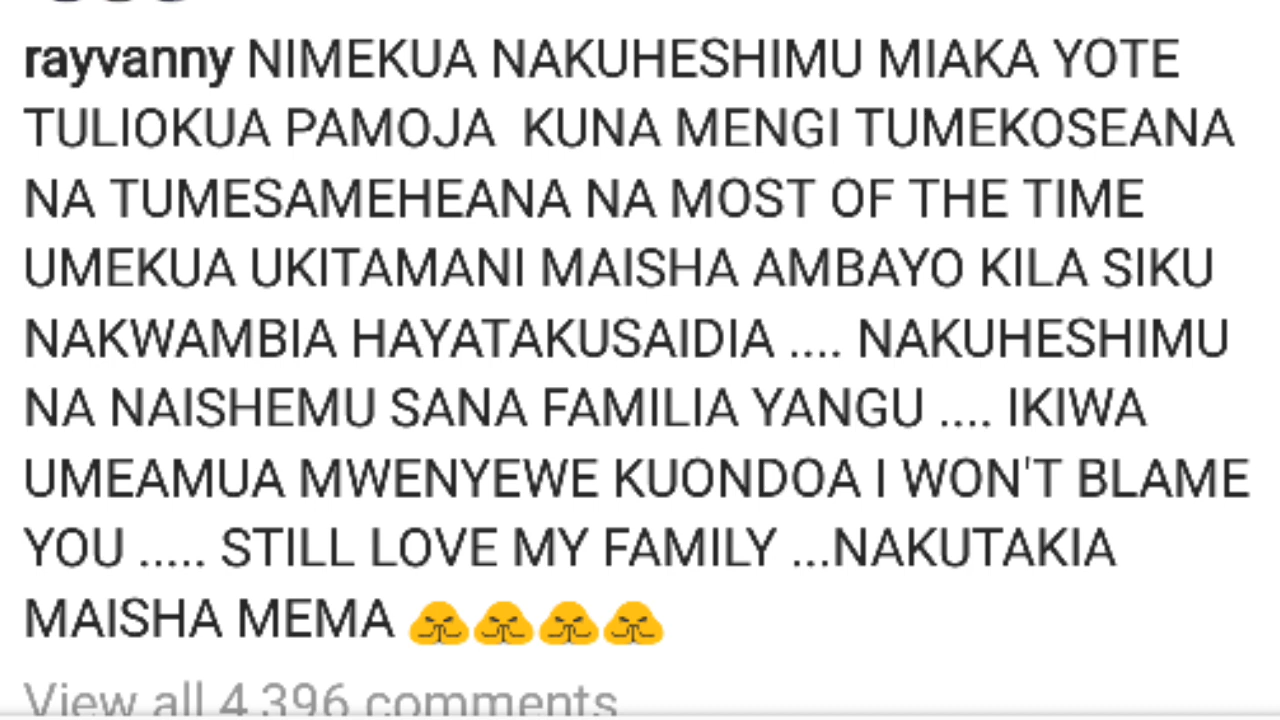 rayvanny NIMEKUA NAKUHESHIMU MIAKA YOTE
TULIOKUA PAMOJA KUNA MENGI TUMEKOSEANA
NA TUMESAMEHEANA NA MOST OF THE TIME
UMEKUA UKITAMANI MAISHA AMBAYO KILA SIKU
NAKWAMBIA HAYATAKUSAIDIA .... NAKUHESHIMU
NA NAISHEMU SANA FAMILIA YANGU .... IKIWA
UMEAMUA MWENYEWE KUONDOA I WON'T BLAME
YOU ..... STILL LOVE MY FAMILY ...NAKUTAKIA
MAISHA MEMA 🙏🙏🙏🙏
View all 4,396 comments